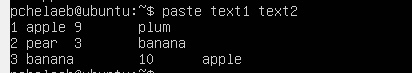 pchelaeb@ubuntu:~$ paste text1 text2
1 apple 9       plum
2 pear  3       banana
3 banana        10      apple